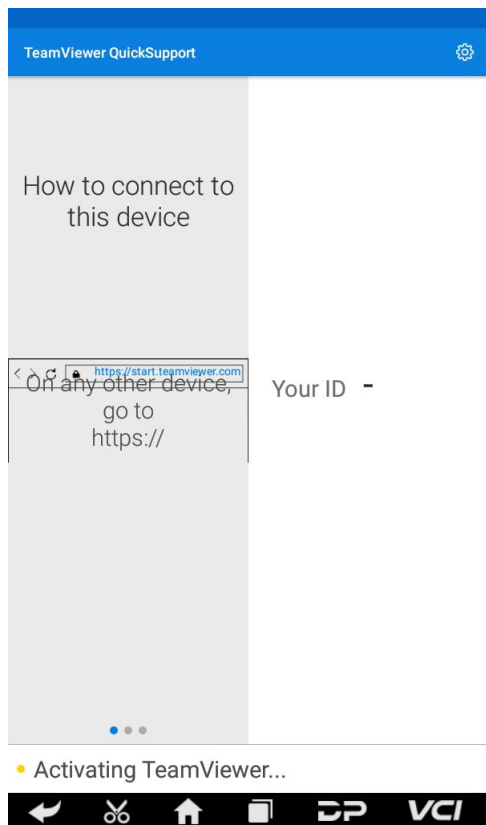 TeamViewer QuickSupport
How to connect to
this device
https://start.teamviewer.com
On any other device,
go to
https://
Your ID -
Activating TeamViewer...
DP VCI